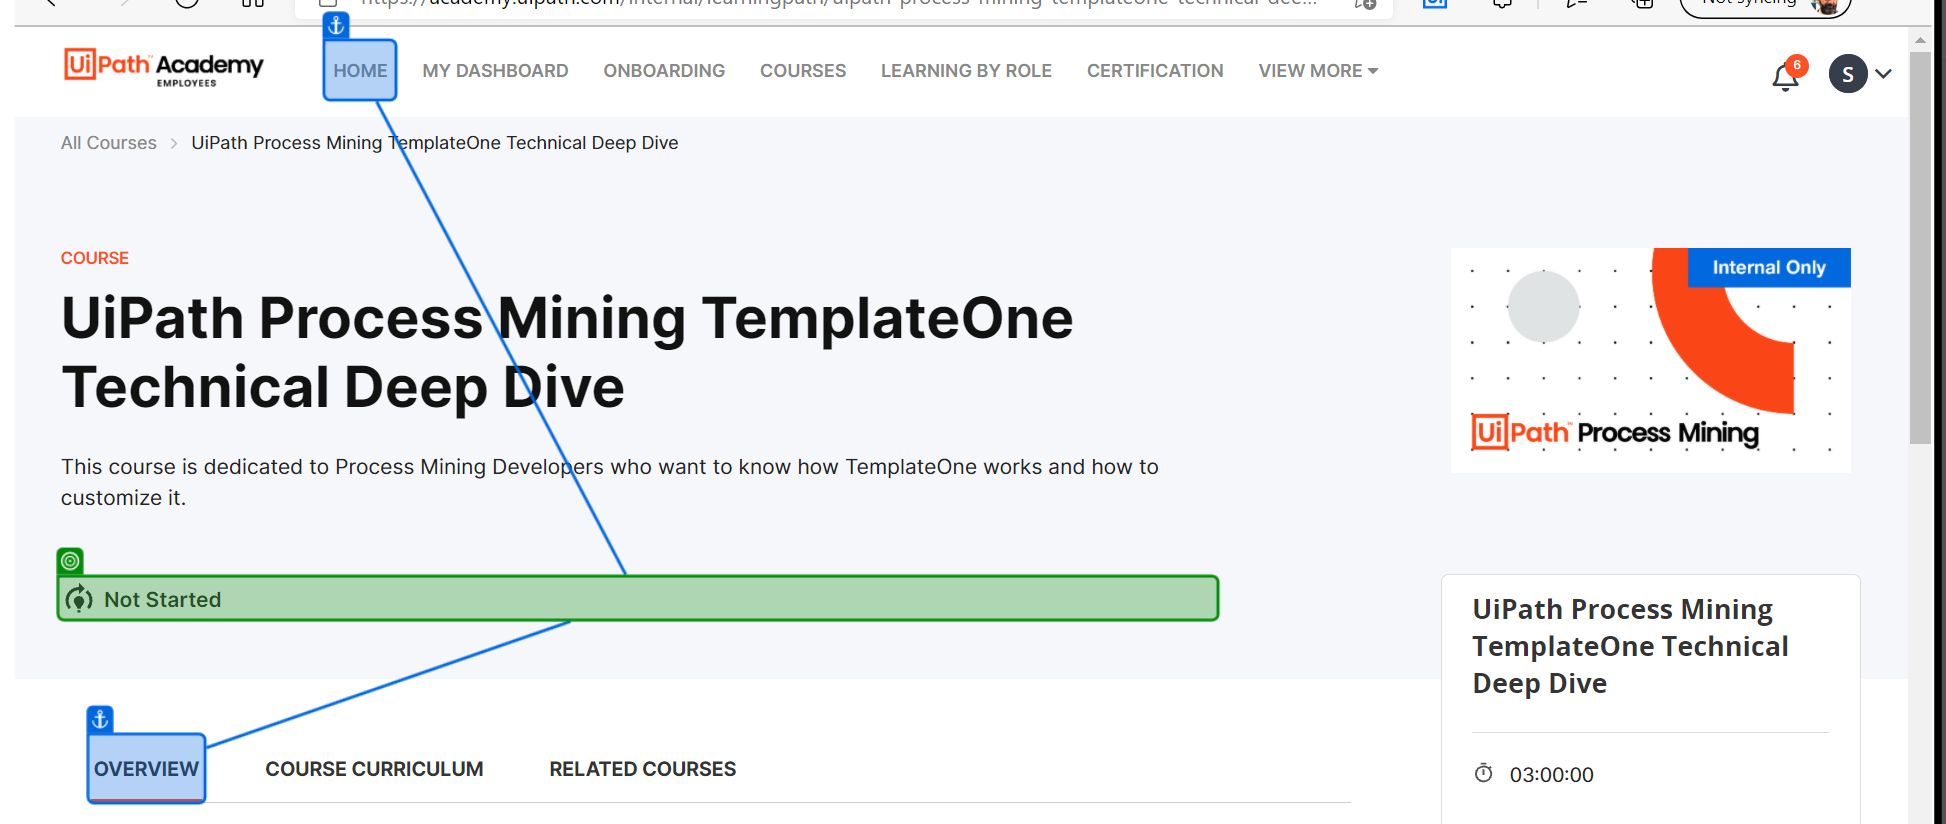 https://academy.uipath.com/internal/learningpath/uipath-process-mining-templateone-technical-dee...
Not syncing
UiPath Academy
EMPLOYEES
HOME
MY DASHBOARD
ONBOARDING
COURSES
LEARNING BY ROLE
CERTIFICATION
VIEW MORE
6
S
All Courses > UiPath Process Mining TemplateOne Technical Deep Dive
COURSE
UiPath Process Mining TemplateOne
Technical Deep Dive
This course is dedicated to Process Mining Developers who want to know how TemplateOne works and how to
customize it.
Internal Only
UiPath™ Process Mining
Not Started
UiPath Process Mining
TemplateOne Technical
Deep Dive
03:00:00
OVERVIEW
COURSE CURRICULUM
RELATED COURSES